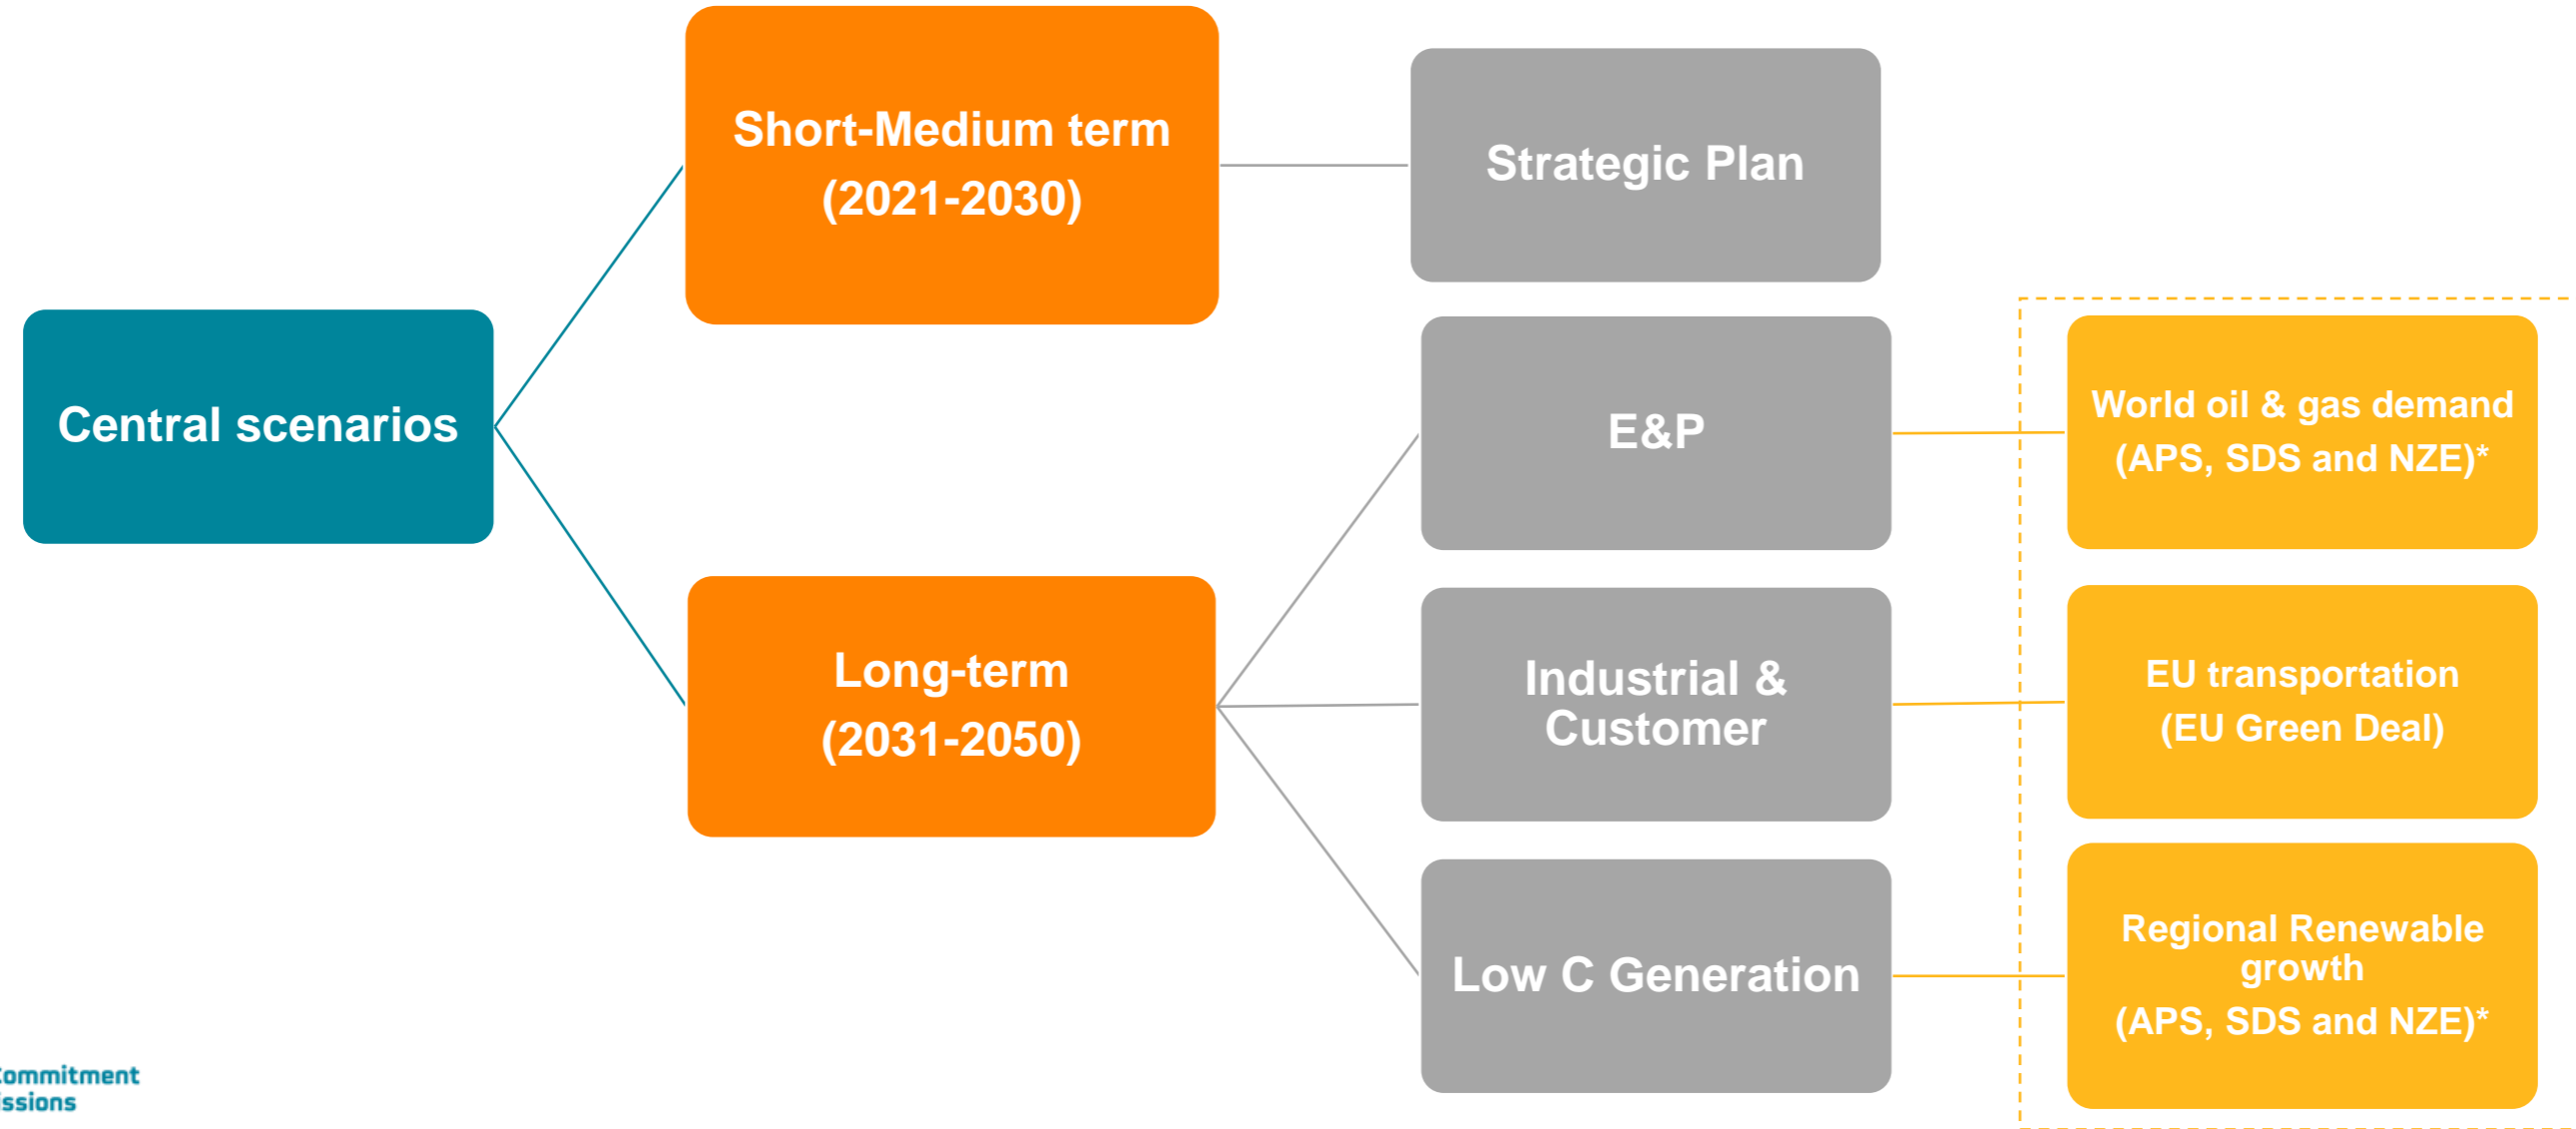 Central scenarios
Short-Medium term
(2021-2030)
Long-term
(2031-2050)
Strategic Plan
E&P
Industrial &
Customer
Low C Generation
World oil & gas demand
(APS, SDS and NZE)*
EU transportation
(EU Green Deal)
Regional Renewable
growth
(APS, SDS and NZE)*
Commitment